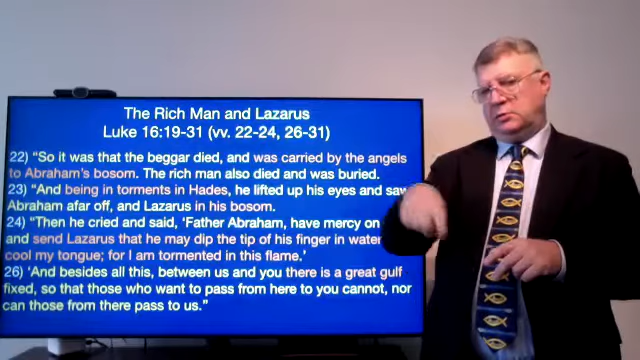 The Rich Man and Lazarus
Luke 16:19-31 (vv. 22-24, 26-31)
22) “So it was that the beggar died, and was carried by the angels
to Abraham’s bosom. The rich man also died and was buried.
23) “And being in torments in Hades, he lifted up his eyes and saw
Abraham afar off, and Lazarus in his bosom.
24) “Then he cried and said, ‘Father Abraham, have mercy on
and send Lazarus that he may dip the tip of his finger in water
cool my tongue; for I am tormented in this flame.’
26) ‘And besides all this, between us and you there is a great gulf
fixed, so that those who want to pass from here to you cannot, nor
can those from there pass to us.”